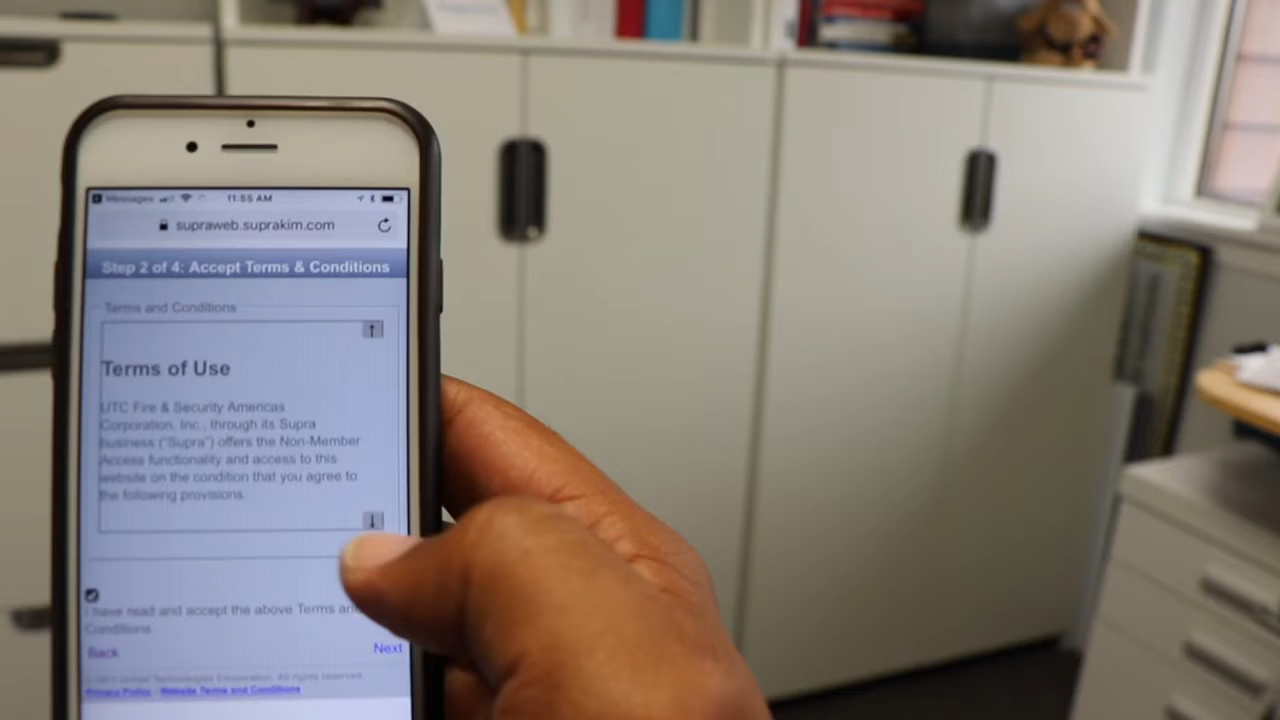 Messages 11:55 AM
supraweb.suprakim.com
Step 2 of 4: Accept Terms & Conditions
Terms and Conditions
Terms of Use
UTC Fire & Security Americas
Corporation, Inc., through its Supra
business ("Supra") offers the Non-Member
Access functionality and access to this
website on the condition that you agree to
the following provisions.
I have read and accept the above Terms an
Conditions
Back Next
2017 United Technologies Corporation. All rights reserved.
Privacy Policy - Website Terms and Conditions